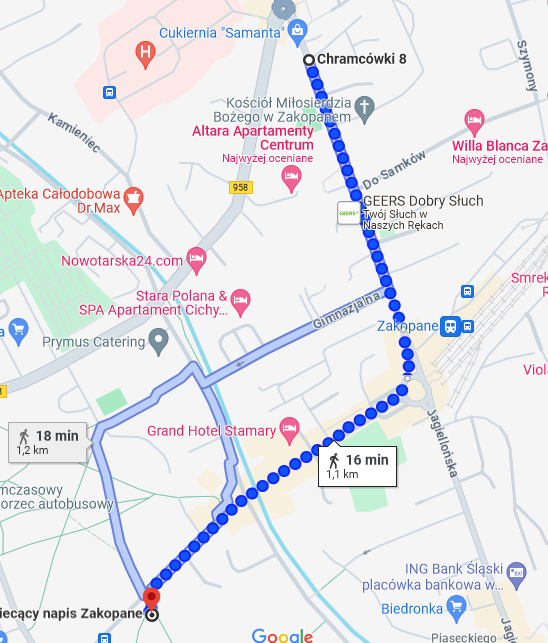 Cukiernia "Samanta"
Chramcówki 8
Szymony
Kościół Miłosierdzia
Bożego w Zakopanem
Kamieniec
Altara Apartamenty
Centrum
Najwyżej oceniane
Willa Blanca Za
Najwyżej oceniane
Do Samków
958
Apteka Całodobowa
Dr.Max
GEERS
GEERS Dobry Słuch
Twój Słuch w
Naszych Rękach
Nowotarska24.com
Smrek
Stara Polana &
SPA Apartament Cichy...
Gimnazjalna
Zakopane
Prymus Catering
Viola
18 min
1,2 km
Grand Hotel Stamary
Jagiellońska
16 min
1,1 km
mczasowy
orzec autobusowy
ING Bank Śląski
placówka bankowa w...
ING
iecący napis Zakopane
Biedronka
Jagie
Google
Piaseckiego